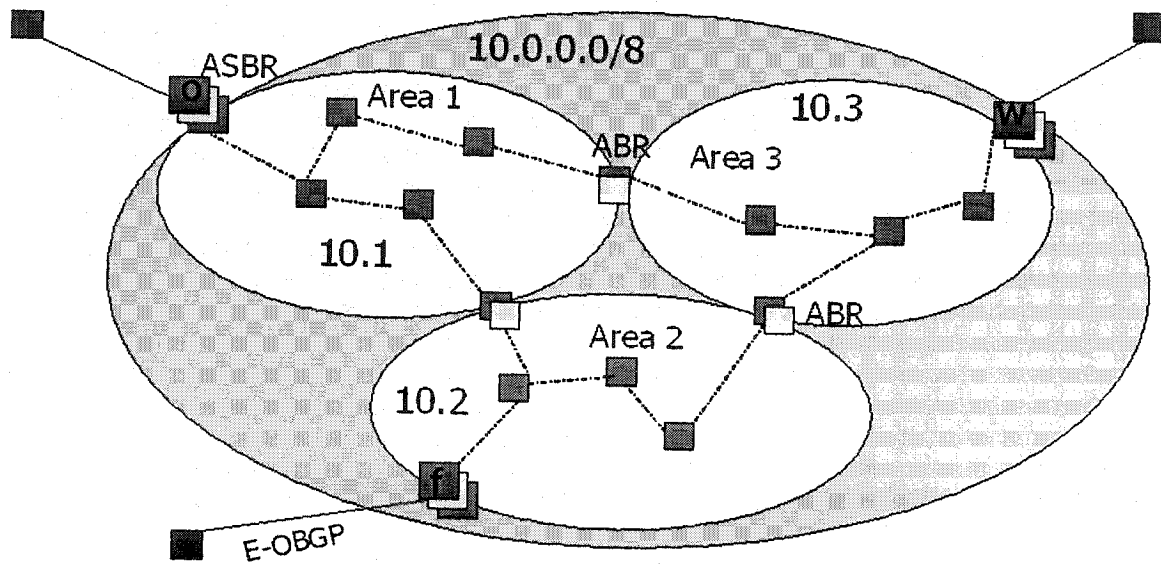 10.0.0.0/8
ASBR
o
Area 1
10.3
W
ABR
Area 3
10.1
ABR
Area 2
10.2
f
E-OBGP